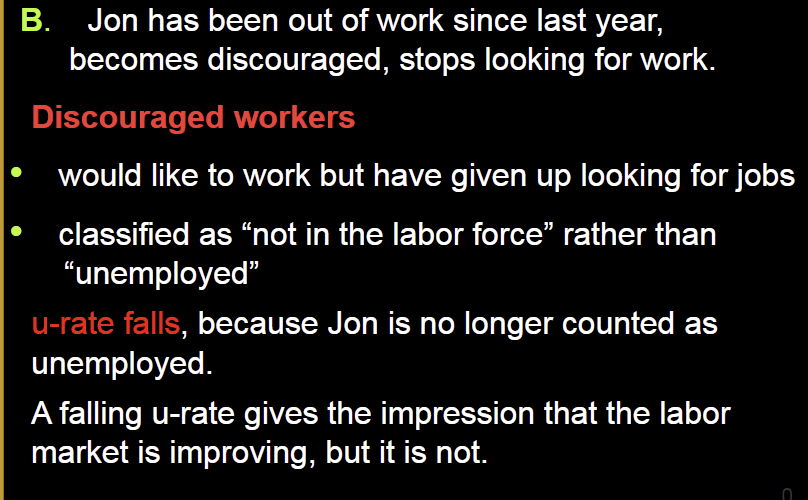 B. Jon has been out of work since last year,
becomes discouraged, stops looking for work.
Discouraged workers
• would like to work but have given up looking for jobs
• classified as “not in the labor force” rather than
“unemployed”
u-rate falls, because Jon is no longer counted as
unemployed.
A falling u-rate gives the impression that the labor
market is improving, but it is not.